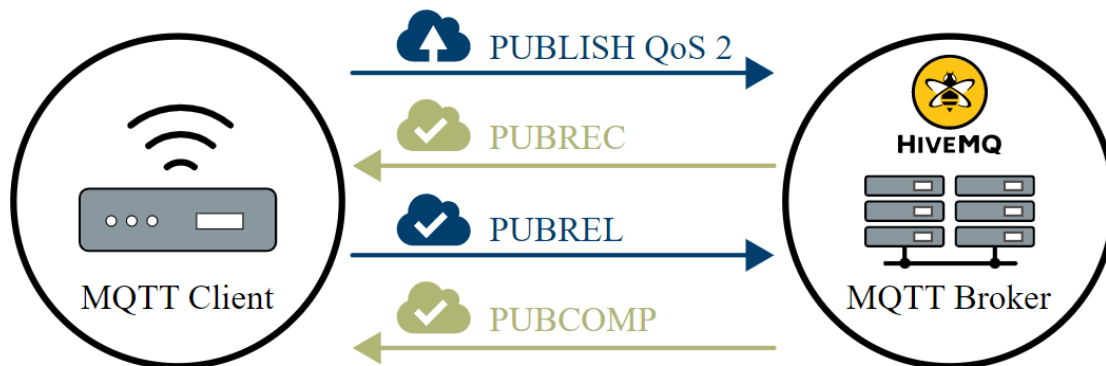 PUBLISH QoS 2
HIVEMQ
PUBREC
PUBREL
MQTT Client
MQTT Broker
PUBCOMP